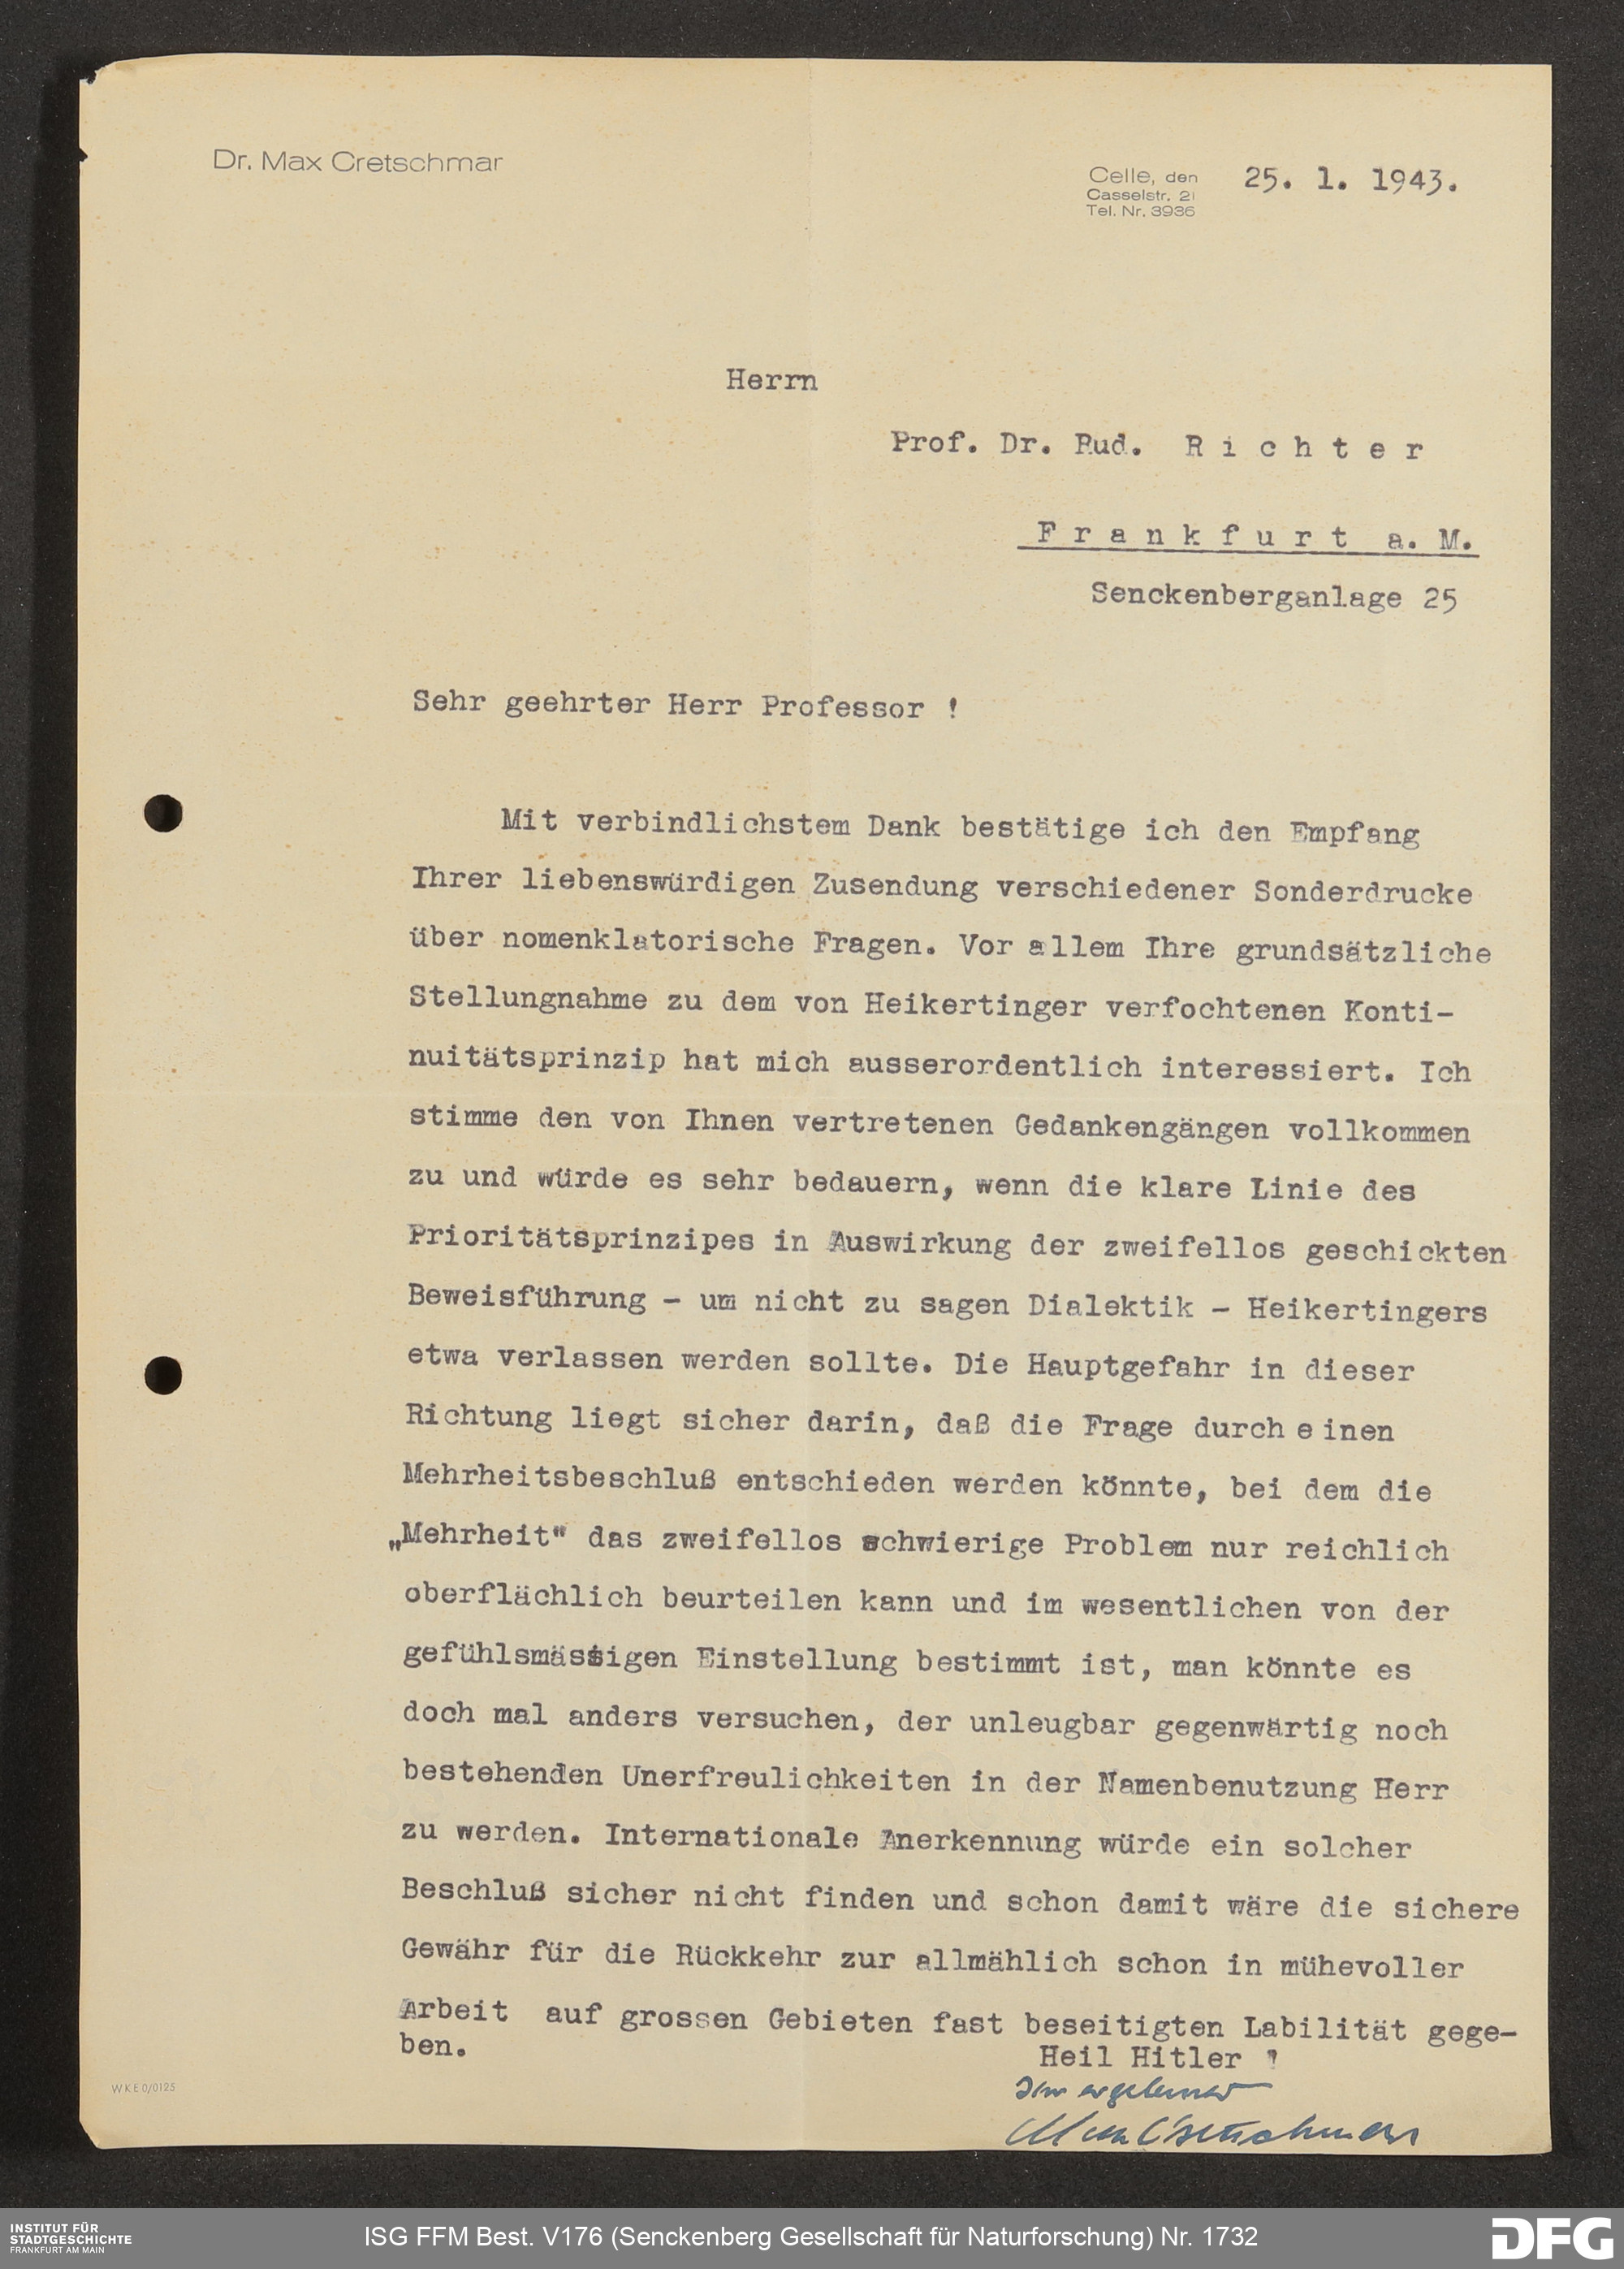 Dr. Max Cretschmar
Celle, den 25. 1. 1943.
Casselstr. 21
Tel. Nr. 3936
Herrn
Prof. Dr. Rud. R i c h t e r
F r a n k f u r t a. M.
Senckenberganlage 25
Sehr geehrter Herr Professor !
Mit verbindlichstem Dank bestätige ich den Empfang
Ihrer liebenswürdigen Zusendung verschiedener Sonderdrucke
über nomenklatorische Fragen. Vor allem Ihre grundsätzliche
Stellungnahme zu dem von Heikertinger verfochtenen Konti-
nuitätsprinzip hat mich ausserordentlich interessiert. Ich
stimme den von Ihnen vertretenen Gedankengängen vollkommen
zu und würde es sehr bedauern, wenn die klare Linie des
Prioritätsprinzipes in Auswirkung der zweifellos geschickten
Beweisführung - um nicht zu sagen Dialektik - Heikertingers
etwa verlassen werden sollte. Die Hauptgefahr in dieser
Richtung liegt sicher darin, daß die Frage durch einen
Mehrheitsbeschluß entschieden werden könnte, bei dem die
„Mehrheit" das zweifellos schwierige Problem nur reichlich
oberflächlich beurteilen kann und im wesentlichen von der
gefühlsmässigen Einstellung bestimmt ist, man könnte es
doch mal anders versuchen, der unleugbar gegenwärtig noch
bestehenden Unerfreulichkeiten in der Namenbenutzung Herr
zu werden. Internationale Anerkennung würde ein solcher
Beschluß sicher nicht finden und schon damit wäre die sichere
Gewähr für die Rückkehr zur allmählich schon in mühevoller
Arbeit auf grossen Gebieten fast beseitigten Labilität gege-
ben.
Heil Hitler !
Ihr ergebener
Max Cretschmar
WKE 0/0125
INSTITUT FÜR
STADTGESCHICHTE
FRANKFURT AM MAIN
ISG FFM Best. V176 (Senckenberg Gesellschaft für Naturforschung) Nr. 1732
DFG